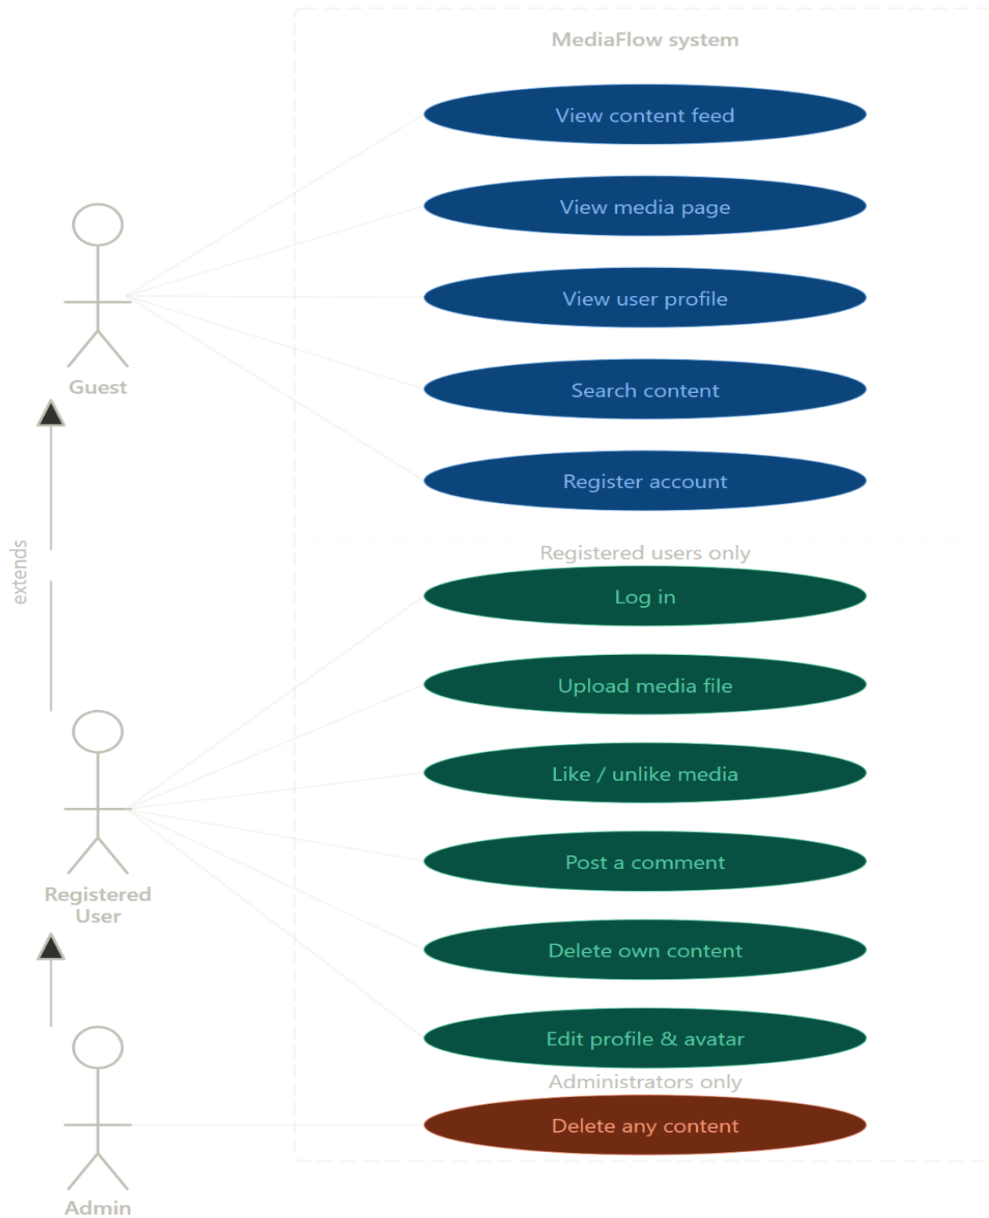 MediaFlow system
View content feed
View media page
View user profile
Search content
Register account
Guest
extends
Registered users only
Log in
Upload media file
Like / unlike media
Post a comment
Delete own content
Edit profile & avatar
Registered
User
Administrators only
Delete any content
Admin